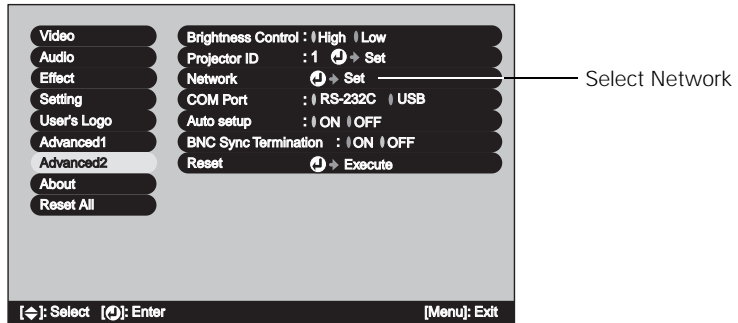 Video
Audio
Effect
Setting
User's Logo
Advanced1
Advanced2
About
Reset All
Brightness Control : High Low
Projector ID : 1 Set
Network Set
COM Port : RS-232C USB
Auto setup : ON OFF
BNC Sync Termination : ON OFF
Reset Execute
Select Network
[ ]: Select [ ]: Enter [Menu]: Exit